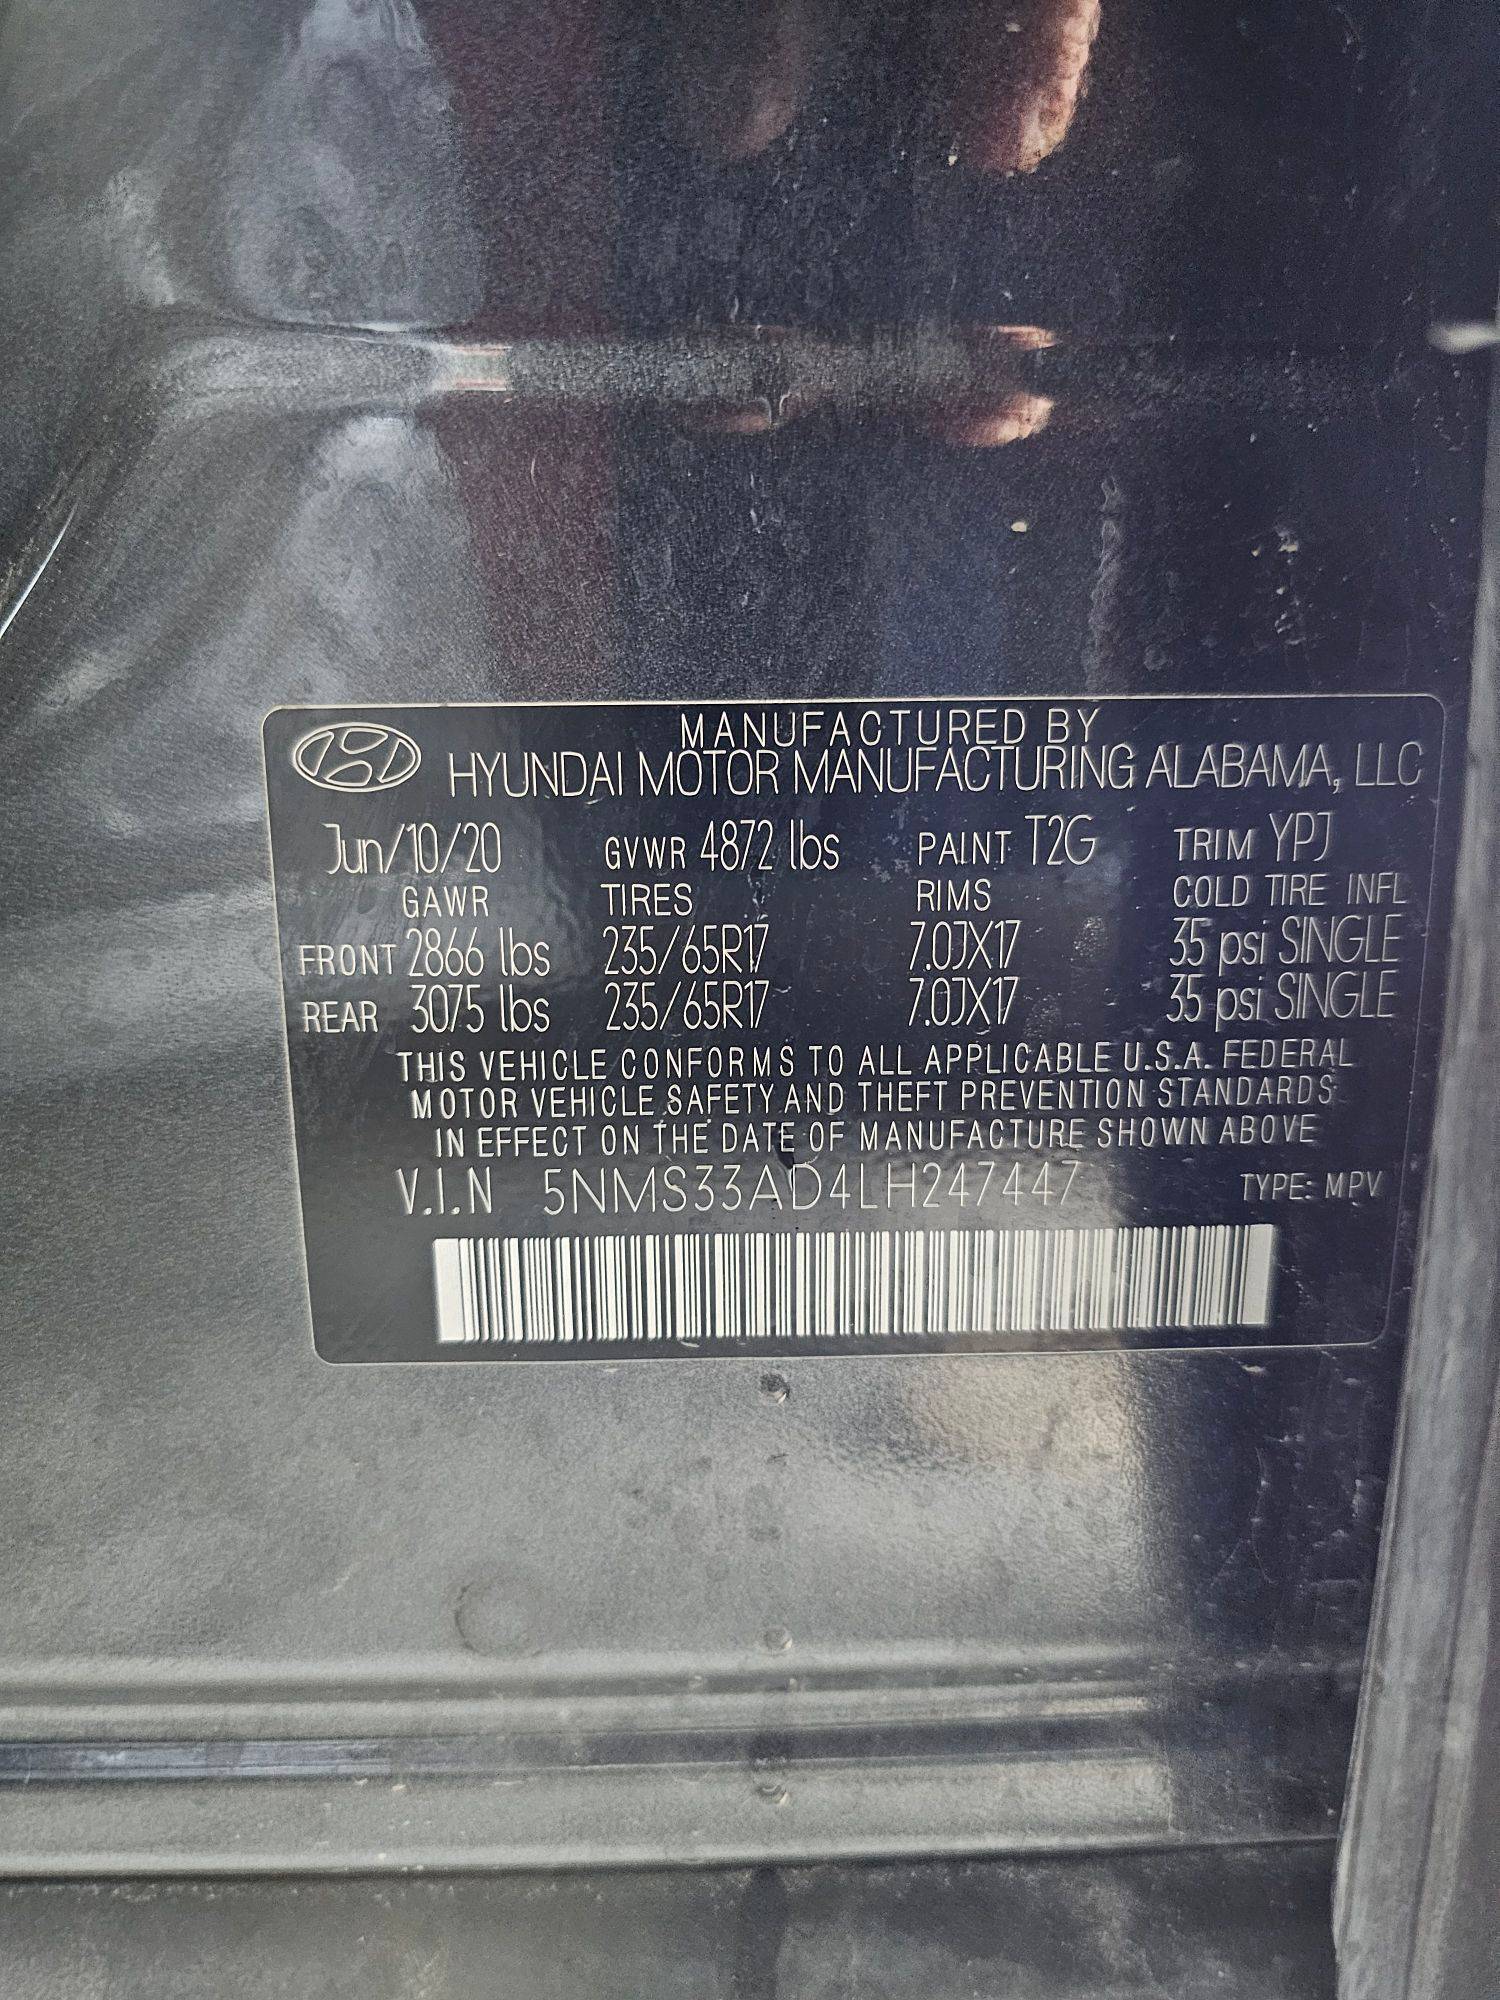 MANUFACTURED BY
HYUNDAI MOTOR MANUFACTURING ALABAMA, LLC
Jun/10/20 GVWR 4872 lbs PAINT T2G TRIM YPJ
GAWR TIRES RIMS COLD TIRE INFL
FRONT 2866 lbs 235/65R17 7.0JX17 35 psi SINGLE
REAR 3075 lbs 235/65R17 7.0JX17 35 psi SINGLE
THIS VEHICLE CONFORMS TO ALL APPLICABLE U.S.A. FEDERAL
MOTOR VEHICLE SAFETY AND THEFT PREVENTION STANDARDS
IN EFFECT ON THE DATE OF MANUFACTURE SHOWN ABOVE
V.I.N 5NMS33AD4LH247447 TYPE: MPV